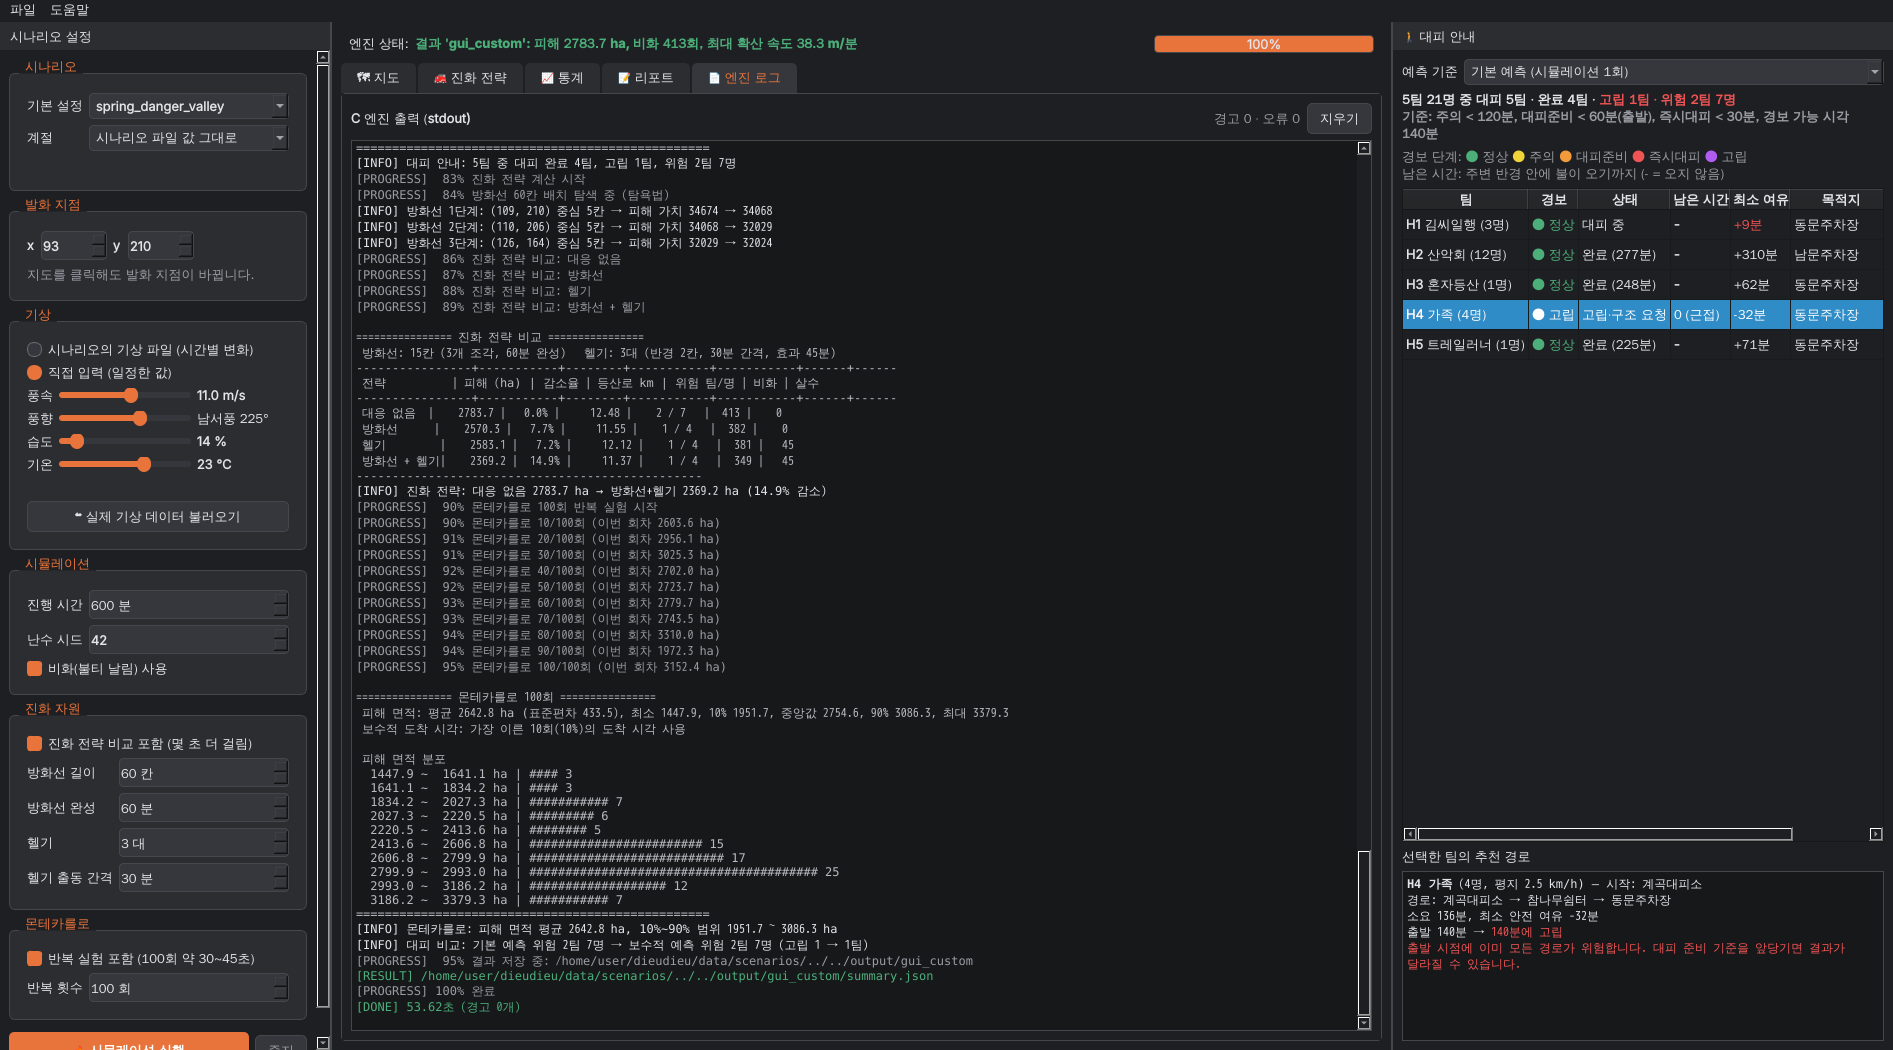 파일 도움말
시나리오 설정
시나리오
기본 설정 spring_danger_valley
계절 시나리오 파일 값 그대로
발화 지점
x 93 y 210
지도를 클릭해도 발화 지점이 바뀝니다.
기상
시나리오의 기상 파일 (시간별 변화)
직접 입력 (일정한 값)
풍속 11.0 m/s
풍향 남서풍 225°
습도 14 %
기온 23 °C
실제 기상 데이터 불러오기
시뮬레이션
진행 시간 600 분
난수 시드 42
비화(불티 날림) 사용
진화 자원
진화 전략 비교 포함 (몇 초 더 걸림)
방화선 길이 60 칸
방화선 완성 60 분
헬기 3 대
헬기 출동 간격 30 분
몬테카를로
반복 실험 포함 (100회 약 30~45초)
반복 횟수 100 회
시뮬레이션 실행 중지
엔진 상태: 결과 'gui_custom': 피해 2783.7 ha, 비화 413회, 최대 확산 속도 38.3 m/분
100%
지도 진화 전략 통계 리포트 엔진 로그
C 엔진 출력 (stdout) 경고 0 · 오류 0 지우기
===============================================
[INFO] 대피 안내: 5팀 중 대피 완료 4팀, 고립 1팀, 위험 2팀 7명
[PROGRESS] 83% 진화 전략 계산 시작
[PROGRESS] 84% 방화선 60칸 배치 탐색 중 (탐욕법)
[INFO] 방화선 1단계: (109, 210) 중심 5칸 → 피해 가치 34674 → 34068
[INFO] 방화선 2단계: (110, 206) 중심 5칸 → 피해 가치 34068 → 32029
[INFO] 방화선 3단계: (126, 164) 중심 5칸 → 피해 가치 32029 → 32024
[PROGRESS] 86% 진화 전략 비교: 대응 없음
[PROGRESS] 87% 진화 전략 비교: 방화선
[PROGRESS] 88% 진화 전략 비교: 헬기
[PROGRESS] 89% 진화 전략 비교: 방화선 + 헬기
================ 진화 전략 비교 ================
방화선: 15칸 (3개 조각, 60분 완성) 헬기: 3대 (반경 2칸, 30분 간격, 효과 45분)
----------------+-----------+--------+-----------+-----------+------+------
전략 | 피해 (ha) | 감소율 | 등산로 km | 위험 팀/명 | 비화 | 살수
----------------+-----------+--------+-----------+-----------+------+------
대응 없음 | 2783.7 | 0.0% | 12.48 | 2 / 7 | 413 | 0
방화선 | 2570.3 | 7.7% | 11.55 | 1 / 4 | 382 | 0
헬기 | 2583.1 | 7.2% | 12.12 | 1 / 4 | 381 | 45
방화선 + 헬기| 2369.2 | 14.9% | 11.37 | 1 / 4 | 349 | 45
----------------------------------------------
[INFO] 진화 전략: 대응 없음 2783.7 ha → 방화선+헬기 2369.2 ha (14.9% 감소)
[PROGRESS] 90% 몬테카를로 100회 반복 실험 시작
[PROGRESS] 90% 몬테카를로 10/100회 (이번 회차 2603.6 ha)
[PROGRESS] 91% 몬테카를로 20/100회 (이번 회차 2956.1 ha)
[PROGRESS] 91% 몬테카를로 30/100회 (이번 회차 3025.3 ha)
[PROGRESS] 92% 몬테카를로 40/100회 (이번 회차 2702.0 ha)
[PROGRESS] 92% 몬테카를로 50/100회 (이번 회차 2723.7 ha)
[PROGRESS] 93% 몬테카를로 60/100회 (이번 회차 2779.7 ha)
[PROGRESS] 93% 몬테카를로 70/100회 (이번 회차 2743.5 ha)
[PROGRESS] 94% 몬테카를로 80/100회 (이번 회차 3310.0 ha)
[PROGRESS] 94% 몬테카를로 90/100회 (이번 회차 1972.3 ha)
[PROGRESS] 95% 몬테카를로 100/100회 (이번 회차 3152.4 ha)
================ 몬테카를로 100회 ================
피해 면적: 평균 2642.8 ha (표준편차 433.5), 최소 1447.9, 10% 1951.7, 중앙값 2754.6, 90% 3086.3, 최대 3379.3
보수적 도착 시각: 가장 이른 10회(10%)의 도착 시각 사용
피해 면적 분포
1447.9 ~ 1641.1 ha | #### 3
1641.1 ~ 1834.2 ha | #### 3
1834.2 ~ 2027.3 ha | ########### 7
2027.3 ~ 2220.5 ha | ######### 6
2220.5 ~ 2413.6 ha | ######## 5
2413.6 ~ 2606.8 ha | ######################## 15
2606.8 ~ 2799.9 ha | ########################### 17
2799.9 ~ 2993.0 ha | ######################################## 25
2993.0 ~ 3186.2 ha | ################### 12
3186.2 ~ 3379.3 ha | ########### 7
===============================================
[INFO] 몬테카를로: 피해 면적 평균 2642.8 ha, 10%~90% 범위 1951.7 ~ 3086.3 ha
[INFO] 대피 비교: 기본 예측 위험 2팀 7명 → 보수적 예측 위험 2팀 7명 (고립 1 → 1팀)
[PROGRESS] 95% 결과 저장 중: /home/user/dieudieu/data/scenarios/../../output/gui_custom
[RESULT] /home/user/dieudieu/data/scenarios/../../output/gui_custom/summary.json
[PROGRESS] 100% 완료
[DONE] 53.62초 (경고 0개)
대피 안내
예측 기준 기본 예측 (시뮬레이션 1회)
5팀 21명 중 대피 5팀 · 완료 4팀 · 고립 1팀 · 위험 2팀 7명
기준: 주의 < 120분, 대피준비 < 60분(출발), 즉시대피 < 30분, 경보 가능 시각
140분
경보 단계: 정상 주의 대피준비 즉시대피 고립
남은 시간: 주변 반경 안에 불이 오기까지 (- = 오지 않음)
팀 경보 상태 남은 시간 최소 여유 목적지
H1 김씨일행 (3명) 정상 대피 중 - +9분 동문주차장
H2 산악회 (12명) 정상 완료 (277분) - +310분 남문주차장
H3 혼자등산 (1명) 정상 완료 (248분) - +62분 동문주차장
H4 가족 (4명) 고립 고립·구조 요청 0 (근접) -32분 동문주차장
H5 트레일러너 (1명) 정상 완료 (225분) - +71분 동문주차장
선택한 팀의 추천 경로
H4 가족 (4명, 평지 2.5 km/h) — 시작: 계곡대피소
경로: 계곡대피소 → 참나무쉼터 → 동문주차장
소요 136분, 최소 안전 여유 -32분
출발 140분 → 140분에 고립
출발 시점에 이미 모든 경로가 위험합니다. 대피 준비 기준을 앞당기면 결과가
달라질 수 있습니다.